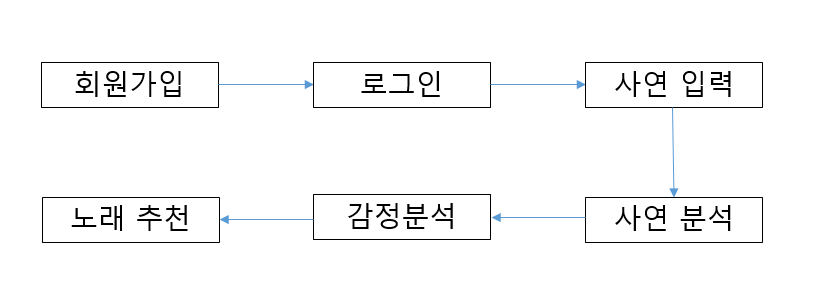 회원가입
로그인
사연 입력
사연 분석
감정분석
노래 추천